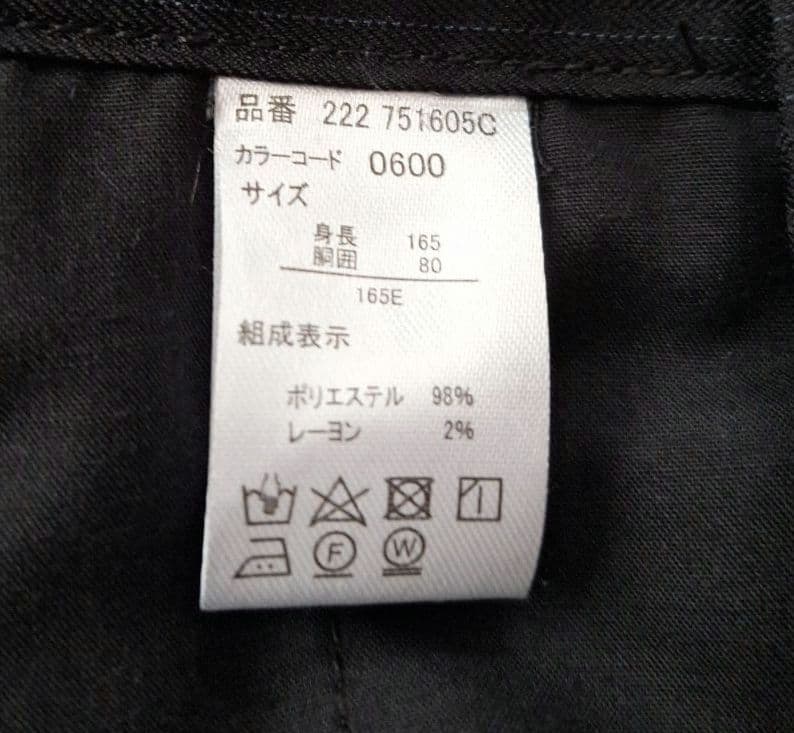 品番 222 751605C
カラーコード 0600
サイズ
身長 165
胴囲 80
165E
組成表示
ポリエステル 98%
レーヨン 2%
F W